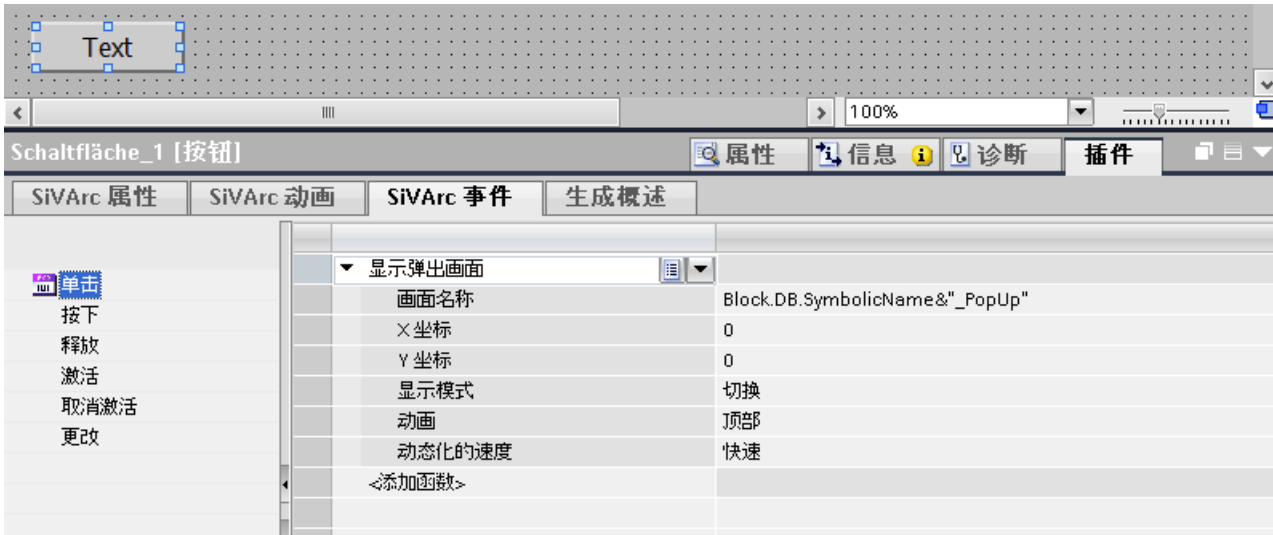 Text
100%
Schaltfläche_1 [按钮]
属性
信息
诊断
插件
SiVArc 属性
SiVArc 动画
SiVArc 事件
生成概述
单击
按下
释放
激活
取消激活
更改
显示弹出画面
画面名称 Block.DB.SymbolicName&"_PopUp"
X 坐标 0
Y 坐标 0
显示模式 切换
动画 顶部
动态化的速度 快速
<添加函数>